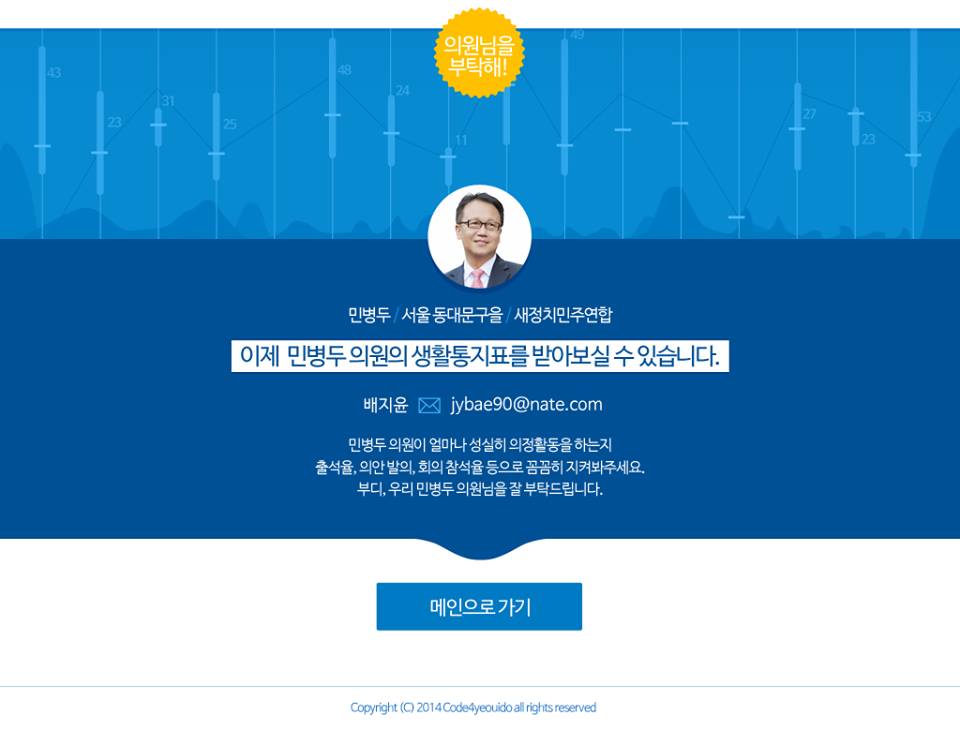 의원님을
부탁해!
43
23
31
25
48
24
11
49
27
23
53
민병두 / 서울 동대문구을 / 새정치민주연합
이제 민병두 의원의 생활통지표를 받아보실 수 있습니다.
배지윤 jybae90@nate.com
민병두 의원이 얼마나 성실히 의정활동을 하는지
출석율, 의안 발의, 회의 참석율 등으로 꼼꼼히 지켜봐주세요.
부디, 우리 민병두 의원님을 잘 부탁드립니다.
메인으로 가기
Copyright (C) 2014 Code4yeouido all rights reserved